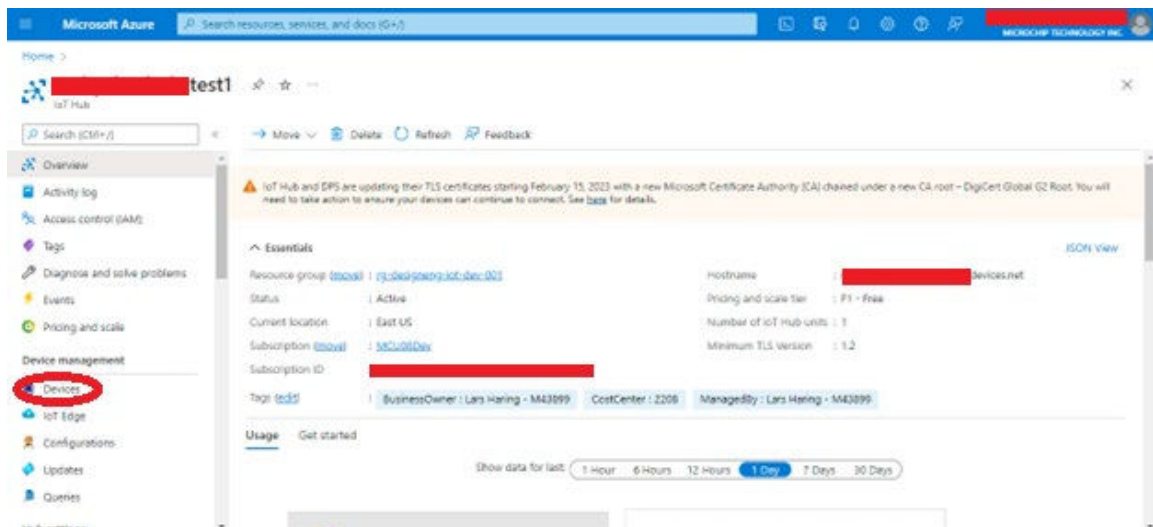 Microsoft Azure
Search resources, services, and docs (G+/)
MICROCHIP TECHNOLOGY INC.
Home >
test1
IoT Hub
Search (Ctrl+/)
Move
Delete
Refresh
Feedback
Overview
Activity log
Access control (IAM)
Tags
Diagnose and solve problems
Events
Pricing and scale
Device management
Devices
IoT Edge
Configurations
Updates
Queries
IoT Hub and DPS are updating their TLS certificates starting February 15, 2023 with a new Microsoft Certificate Authority (CA) chained under a new CA root – DigiCert Global G2 Root. You will
need to take action to ensure your devices can continue to connect. See here for details.
Essentials
JSON View
Resource group (move) : rg-designeng-iot-dev-001
Status : Active
Current location : East US
Subscription (move) : MCU08Dev
Subscription ID
Hostname : devices.net
Pricing and scale tier : F1 - Free
Number of IoT Hub units : 1
Minimum TLS Version : 1.2
Tags (edit) : BusinessOwner : Lars Haring - M43899 CostCenter : 2208 ManagedBy : Lars Haring - M43899
Usage Get started
Show data for last: 1 Hour 6 Hours 12 Hours 1 Day 7 Days 30 Days